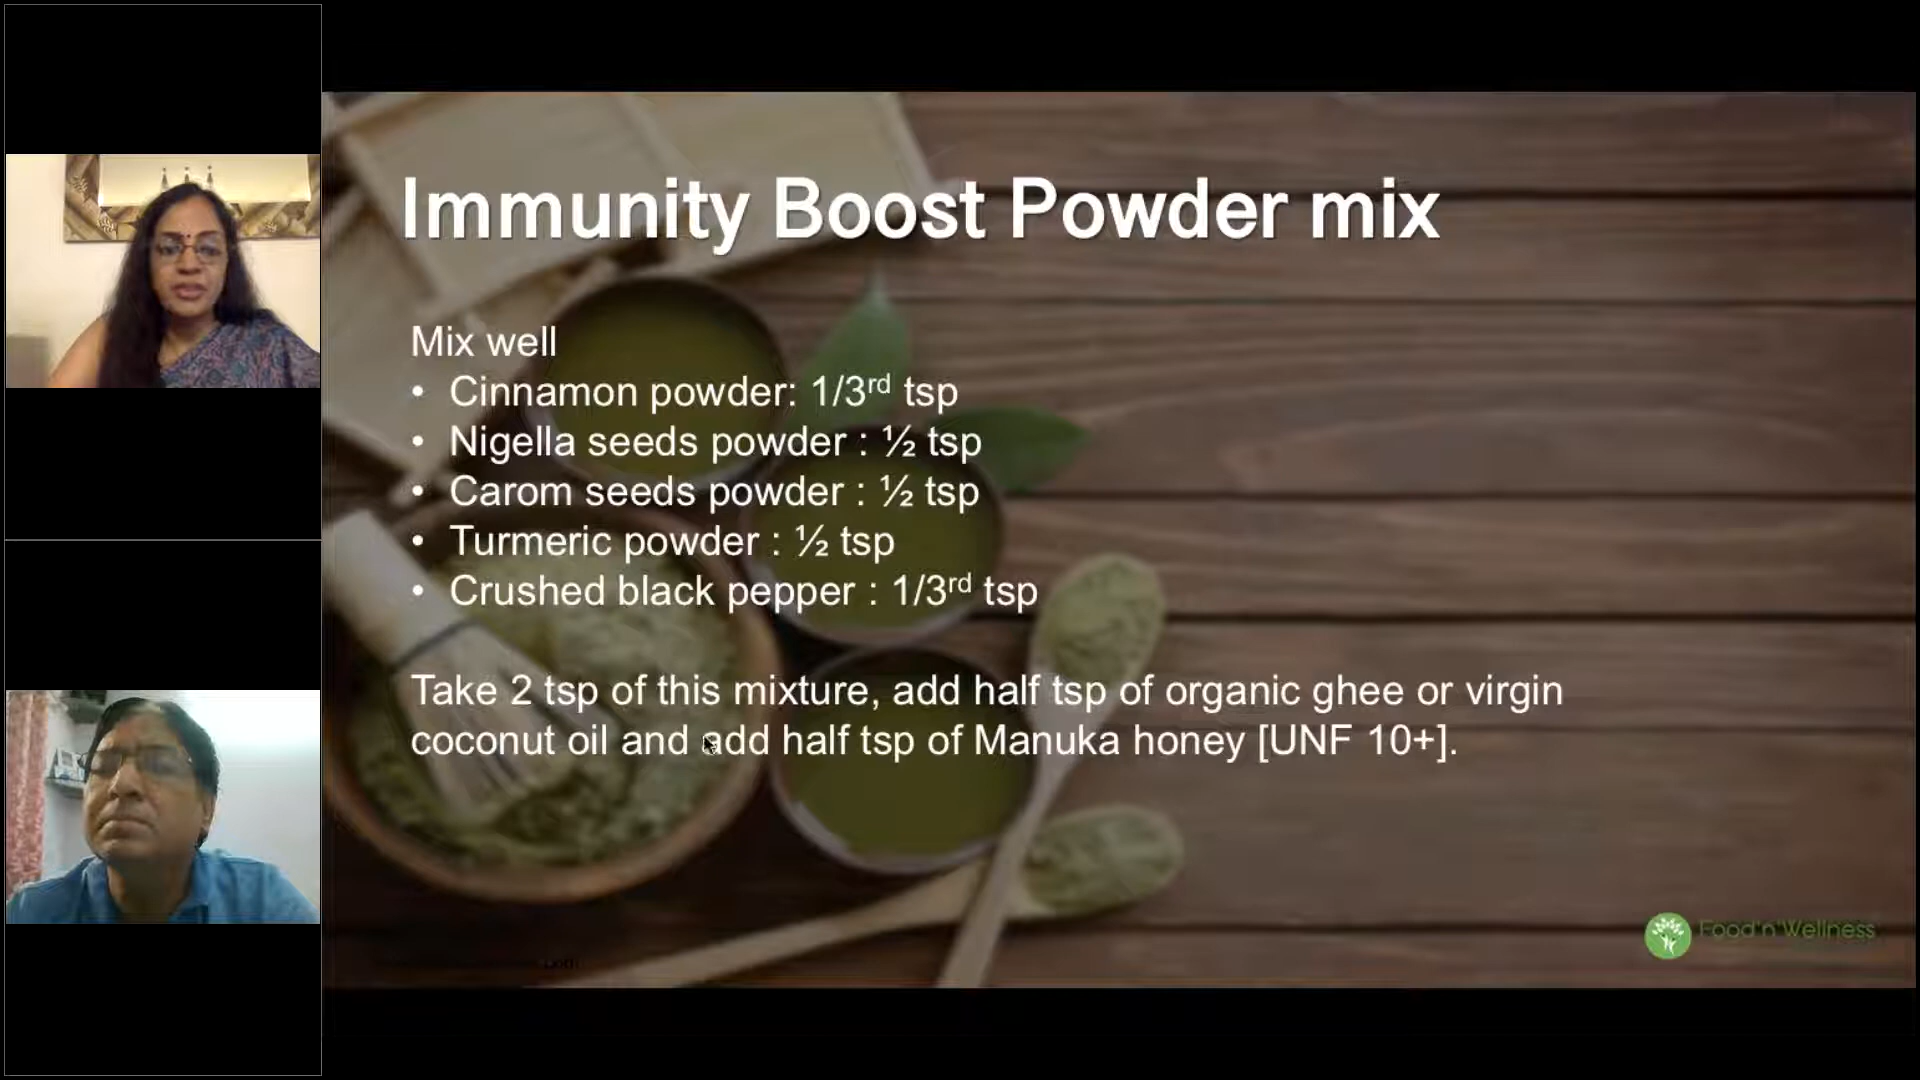 Immunity Boost Powder mix
Mix well
• Cinnamon powder: 1/3rd tsp
• Nigella seeds powder : ½ tsp
• Carom seeds powder : ½ tsp
• Turmeric powder : ½ tsp
• Crushed black pepper : 1/3rd tsp
Take 2 tsp of this mixture, add half tsp of organic ghee or virgin
coconut oil and add half tsp of Manuka honey [UNF 10+].
Food'n'Wellness